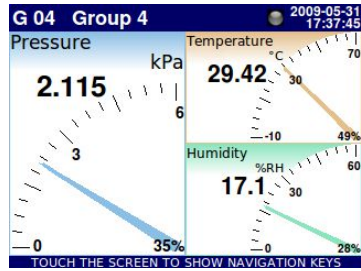 G 04 Group 4
2009-05-31
17:37:45
Pressure
kPa
2.115
6
3
0
35%
Temperature
°C
70
29.42
30
-10
49%
Humidity
%RH
60
17.1
30
0
28%
TOUCH THE SCREEN TO SHOW NAVIGATION KEYS